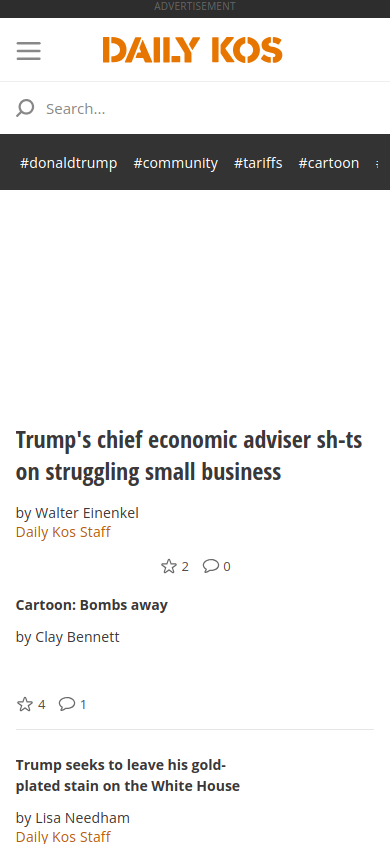 ADVERTISEMENT
DAILY KOS
Search...
#donaldtrump #community #tariffs #cartoon
Trump's chief economic adviser sh-ts
on struggling small business
by Walter Einenkel
Daily Kos Staff
2 0
Cartoon: Bombs away
by Clay Bennett
4 1
Trump seeks to leave his gold-
plated stain on the White House
by Lisa Needham
Daily Kos Staff